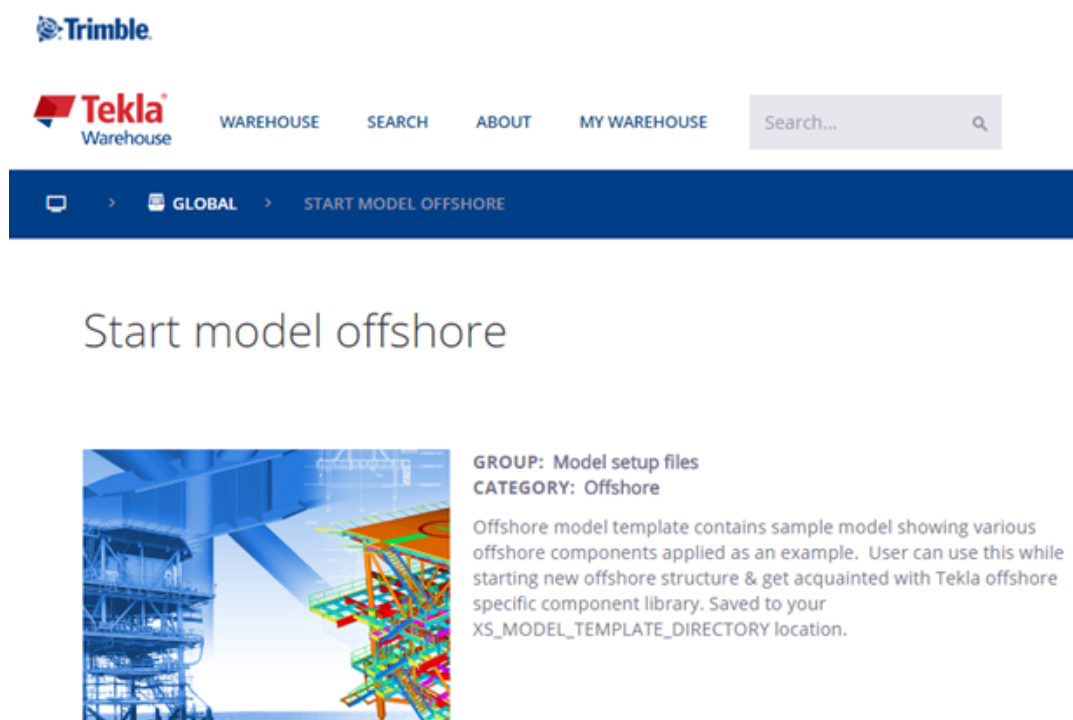 Trimble.
Tekla
Warehouse
WAREHOUSE SEARCH ABOUT MY WAREHOUSE Search...
> GLOBAL > START MODEL OFFSHORE
Start model offshore
GROUP: Model setup files
CATEGORY: Offshore
Offshore model template contains sample model showing various
offshore components applied as an example. User can use this while
starting new offshore structure & get acquainted with Tekla offshore
specific component library. Saved to your
XS_MODEL_TEMPLATE_DIRECTORY location.